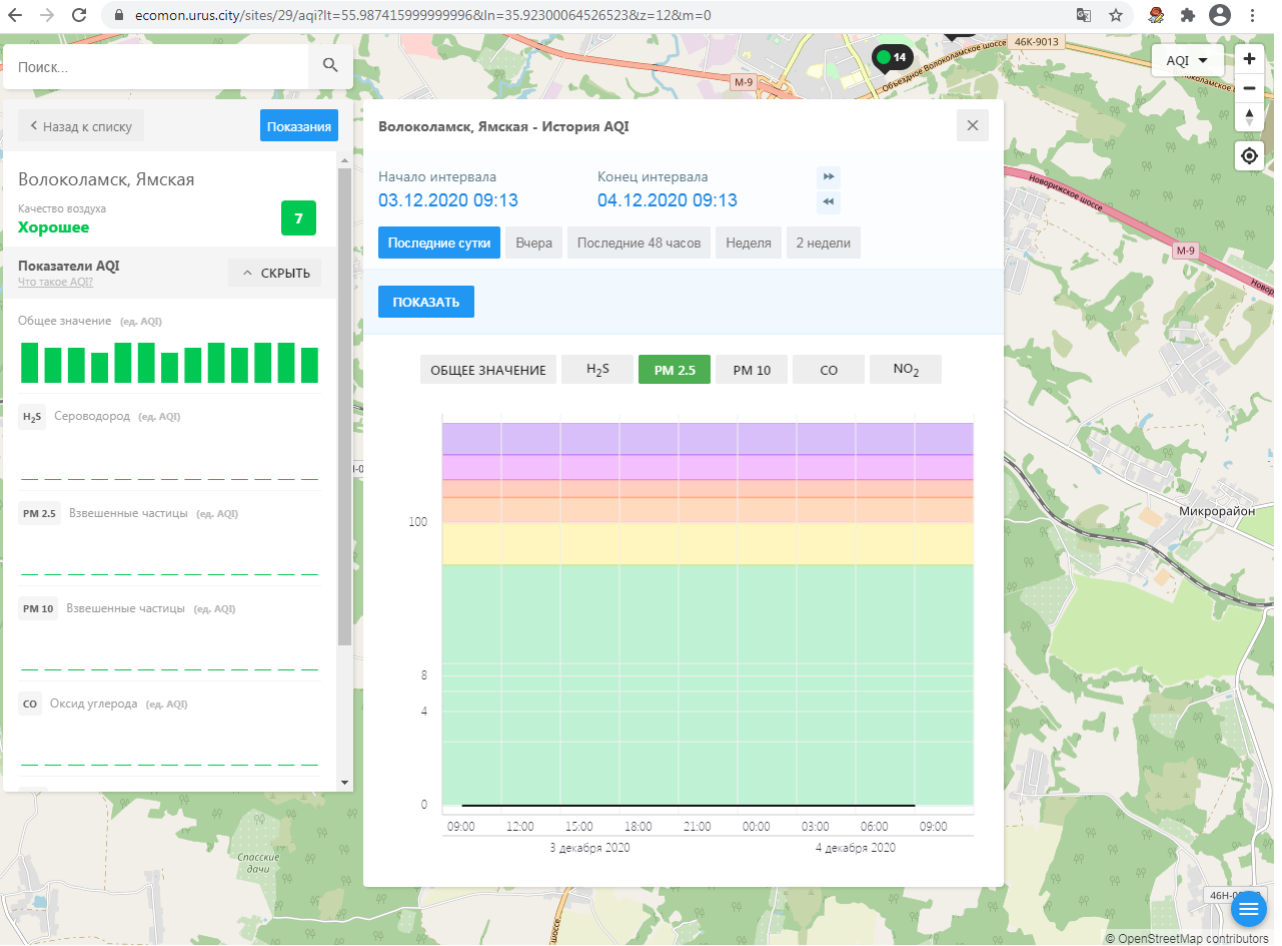 ecomon.urus.city/sites/29/aqi?lt=55.987415999999996&ln=35.92300064526523&z=12&m=0
46К-9013
Поиск...
14
Объездное Волоколамское шоссе
AQI
М-9
Назад к списку
Показания
Волоколамск, Ямская - История AQI
Волоколамск, Ямская
Качество воздуха
Хорошее
7
Начало интервала
Конец интервала
03.12.2020 09:13
04.12.2020 09:13
Новорижское шоссе
Последние сутки
Вчера
Последние 48 часов
Неделя
2 недели
М-9
Показатели AQI
Что такое AQI?
СКРЫТЬ
ПОКАЗАТЬ
Общее значение (ед. AQI)
ОБЩЕЕ ЗНАЧЕНИЕ
H2S
PM 2.5
PM 10
CO
NO2
H2S Сероводород (ед. AQI)
PM 2.5 Взвешенные частицы (ед. AQI)
Микрорайон
100
PM 10 Взвешенные частицы (ед. AQI)
8
CO Оксид углерода (ед. AQI)
4
0
09:00 12:00 15:00 18:00 21:00 00:00 03:00 06:00 09:00
3 декабря 2020
4 декабря 2020
Спасские
дачи
шоссе
© OpenStreetMap contributors